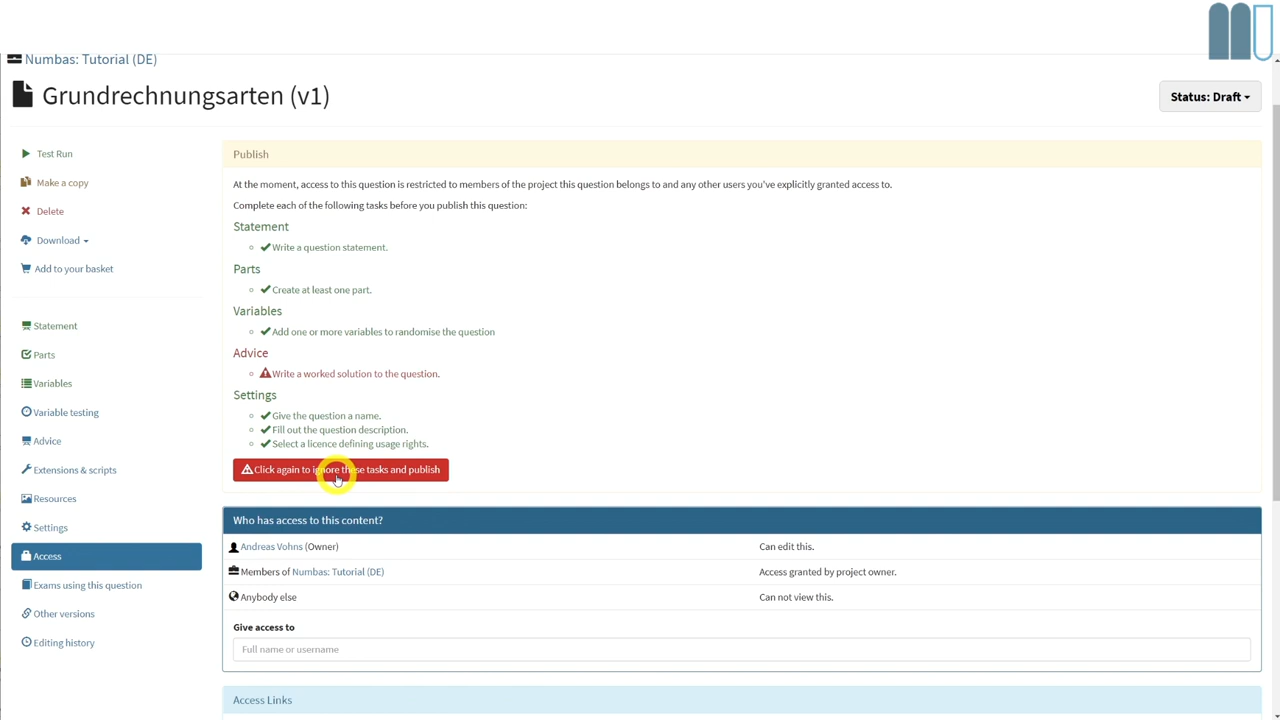 Numbas: Tutorial (DE)
Grundrechnungsarten (v1)
Status: Draft
Test Run
Make a copy
Delete
Download
Add to your basket
Statement
Parts
Variables
Variable testing
Advice
Extensions & scripts
Resources
Settings
Access
Exams using this question
Other versions
Editing history
Publish
At the moment, access to this question is restricted to members of the project this question belongs to and any other users you've explicitly granted access to.
Complete each of the following tasks before you publish this question:
Statement
Write a question statement.
Parts
Create at least one part.
Variables
Add one or more variables to randomise the question
Advice
Write a worked solution to the question.
Settings
Give the question a name.
Fill out the question description.
Select a licence defining usage rights.
Click again to ignore these tasks and publish
Who has access to this content?
Andreas Vohns (Owner) Can edit this.
Members of Numbas: Tutorial (DE) Access granted by project owner.
Anybody else Can not view this.
Give access to
Full name or username
Access Links